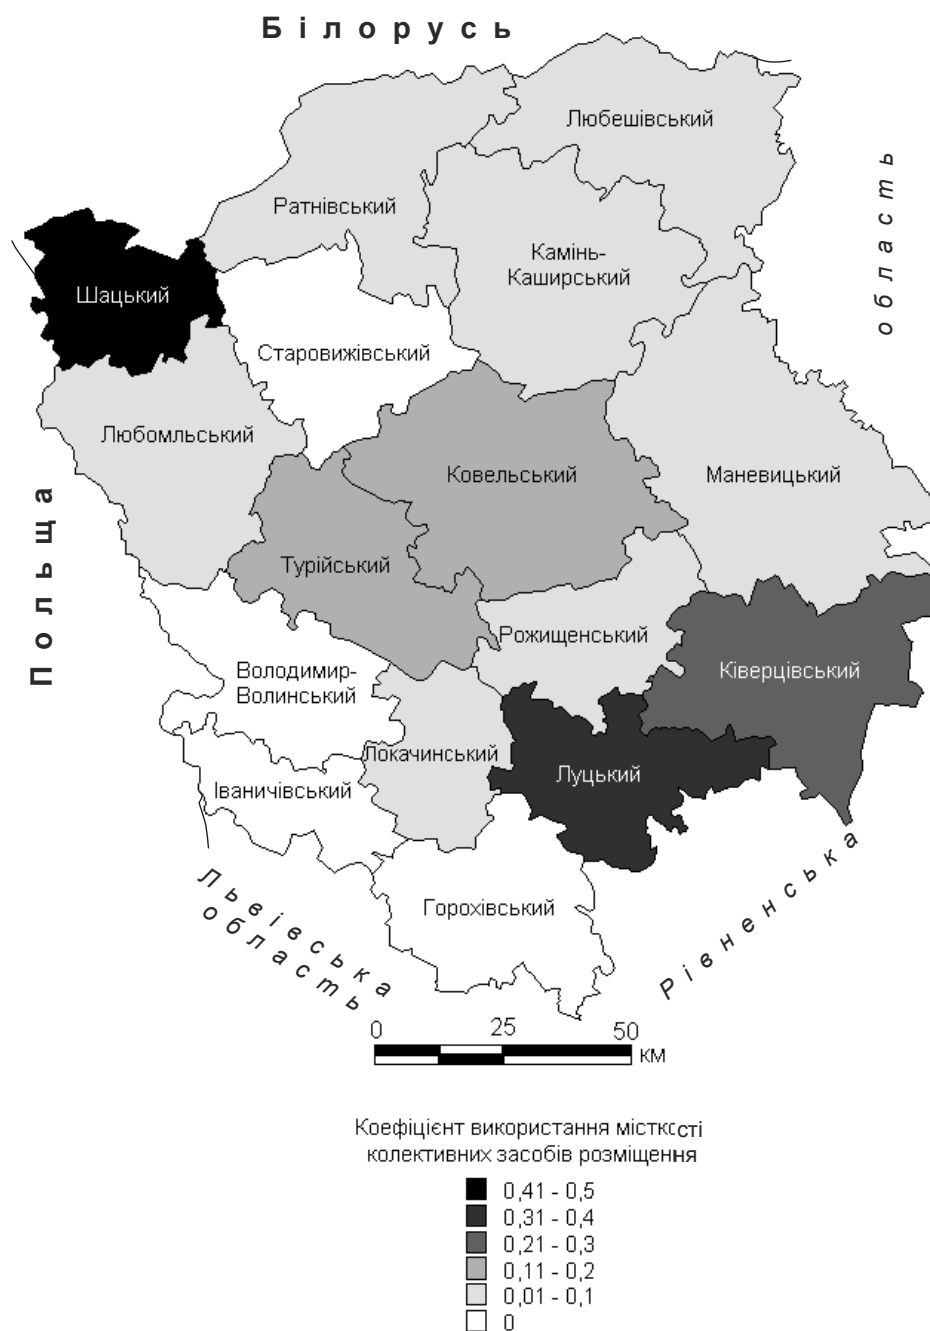 Білорусь
Любешівський
область
Ратнівський
Камінь-
Каширський
Шацький
Старовижівський
Любомльський
Ковельський
Маневицький
Польща
Турійський
Рожищенський
Ківерцівський
Володимир-
Волинський
Локачинський
Луцький
Іваничівський
Горохівський
Львівська
область
Рівненська
0 25 50
км
Коефіцієнт використання місткості
колективних засобів розміщення
0,41 - 0,5
0,31 - 0,4
0,21 - 0,3
0,11 - 0,2
0,01 - 0,1
0